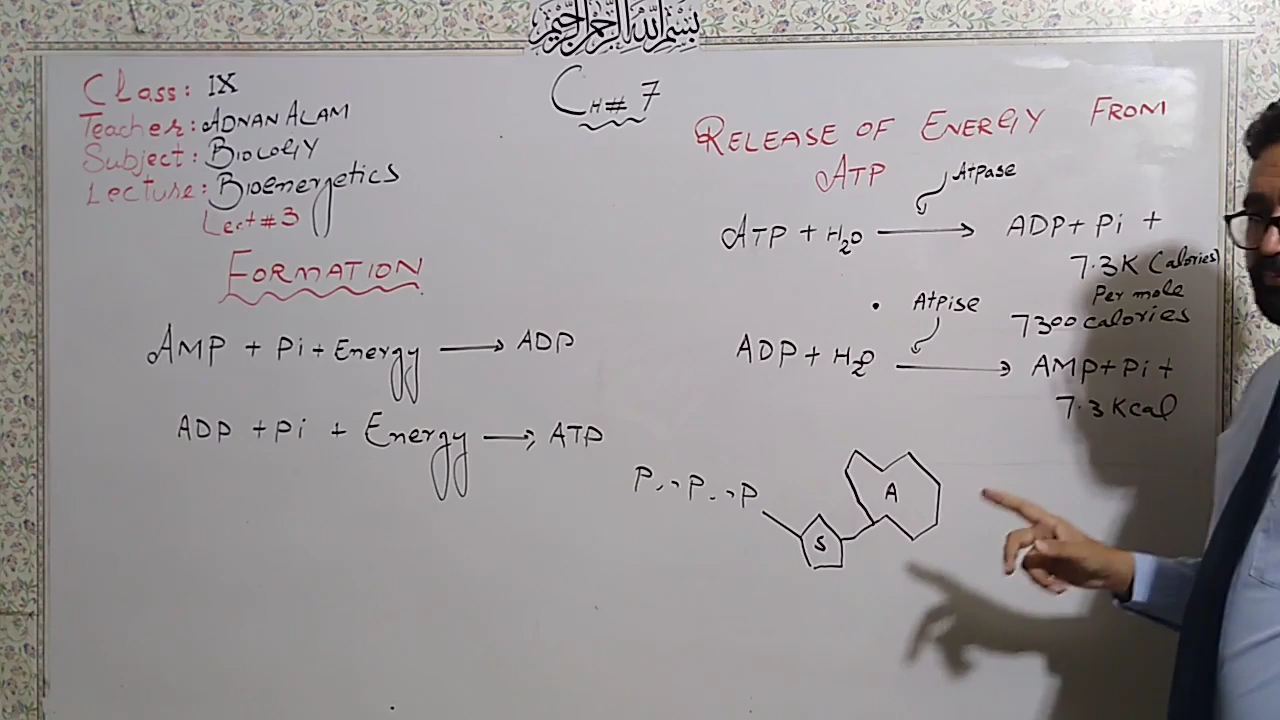 بسم الله الرحمن الرحيم
CH# 7
Class: IX
Teacher: ADNAN ALAM
Subject: BIOLOGY
Lecture: Bioenergetics
Lect #3
FORMATION
AMP + Pi + Energy → ADP
ADP + Pi + Energy → ATP
RELEASE OF ENERGY FROM
ATP
Atpase
ATP + H₂O → ADP + Pi +
7.3K Calories)
Per mole
7300 calories
Atpise
ADP + H₂O → AMP + Pi +
7.3 Kcal
P P P
S
A